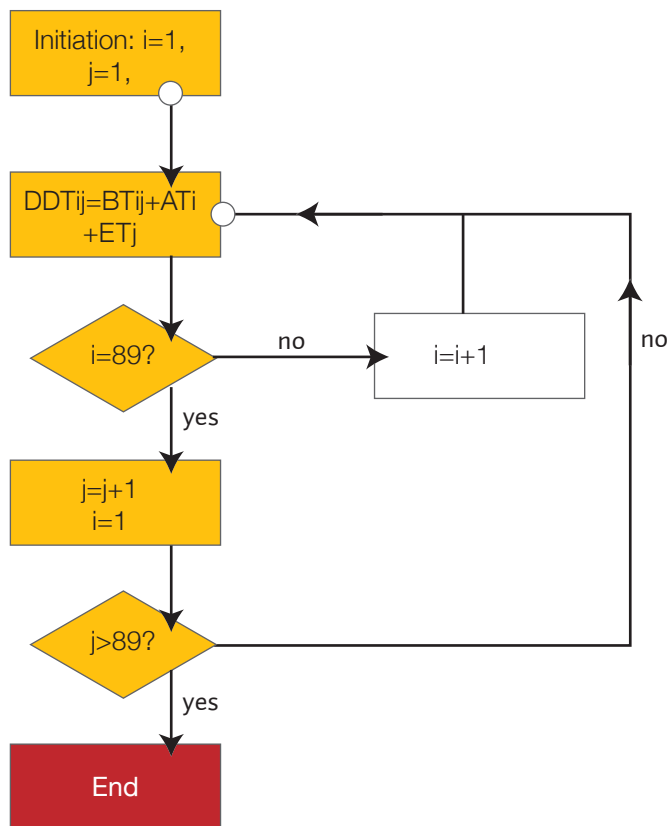 Initiation: i=1,
j=1,
DDTij=BTij+ATi
+ETj
i=89?
no
i=i+1
no
yes
j=j+1
i=1
j>89?
yes
End